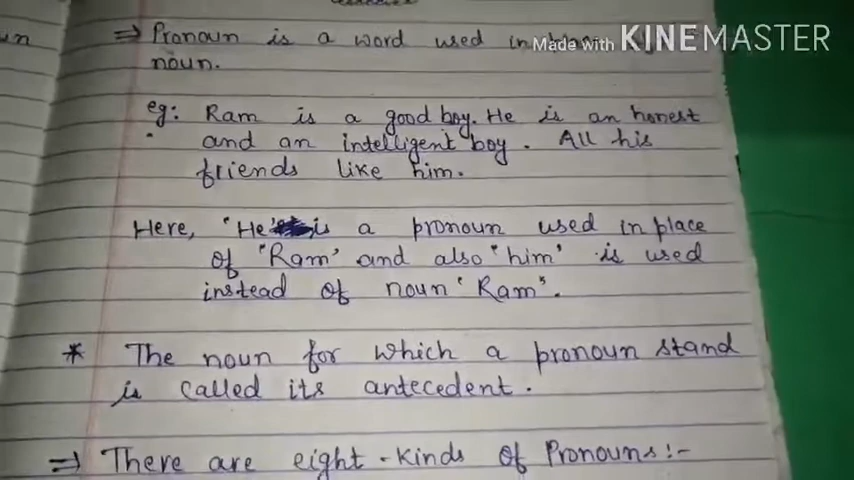 ⇒ Pronoun is a word used in
Made with KINEMASTER
noun.
eg: Ram is a good boy. He is an honest
and an intelligent boy. All his
friends like him.
Here, "He' is a pronoun used in place
of "Ram' and also "him' is used
instead of noun "Ram".
* The noun for which a pronoun stand
is called its antecedent.
⇒ There are eight-kinds of Pronouns:-